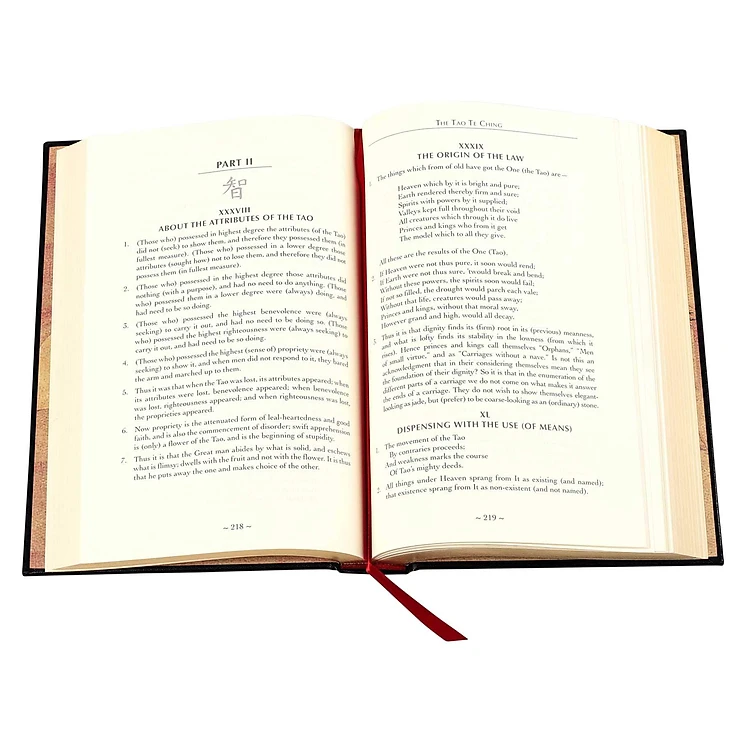 PART II
智
XXXVIII
ABOUT THE ATTRIBUTES OF THE TAO
1. (Those who) possessed in highest degree the attributes (of the Tao)
did not (seek) to show them, and therefore they possessed them (in
fullest measure). (Those who) possessed in a lower degree those
attributes (sought how) not to lose them, and therefore they did not
possess them (in fullest measure).
2. (Those who) possessed in the highest degree those attributes did
nothing (with a purpose), and had no need to do anything. (Those
who) possessed them in a lower degree were (always) doing, and
had need to be so doing.
3. (Those who) possessed the highest benevolence were (always
seeking) to carry it out, and had no need to be doing so. (Those
who) possessed the highest righteousness were (always seeking) to
carry it out, and had need to be so doing.
4. (Those who) possessed the highest (sense of) propriety were (always
seeking) to show it, and when men did not respond to it, they bared
the arm and marched up to them.
5. Thus it was that when the Tao was lost, its attributes appeared; when
its attributes were lost, benevolence appeared; when benevolence
was lost, righteousness appeared; and when righteousness was lost,
the proprieties appeared.
6. Now propriety is the attenuated form of leal-heartedness and good
faith, and is also the commencement of disorder; swift apprehension
is (only) a flower of the Tao, and is the beginning of stupidity.
7. Thus it is that the Great man abides by what is solid, and eschews
what is flimsy; dwells with the fruit and not with the flower. It is thus
that he puts away the one and makes choice of the other.
~ 218 ~
THE TAO TE CHING
XXXIX
THE ORIGIN OF THE LAW
1. The things which from of old have got the One (the Tao) are—
Heaven which by it is bright and pure;
Earth rendered thereby firm and sure;
Spirits with powers by it supplied;
Valleys kept full throughout their void
All creatures which through it do live
Princes and kings who from it get
The model which to all they give.
All these are the results of the One (Tao).
2. If Heaven were not thus pure, it soon would rend;
If Earth were not thus sure, 'twould break and bend;
Without these powers, the spirits soon would fail;
If not so filled, the drought would parch each vale;
Without that life, creatures would pass away;
Princes and kings, without that moral sway,
However grand and high, would all decay.
3. Thus it is that dignity finds its (firm) root in its (previous) meanness,
and what is lofty finds its stability in the lowness (from which it
rises). Hence princes and kings call themselves "Orphans," "Men
of small virtue," and as "Carriages without a nave." Is not this an
acknowledgment that in their considering themselves mean they see
the foundation of their dignity? So it is that in the enumeration of the
different parts of a carriage we do not come on what makes it answer
the ends of a carriage. They do not wish to show themselves elegant-
looking as jade, but (prefer) to be coarse-looking as an (ordinary) stone.
XL
DISPENSING WITH THE USE (OF MEANS)
1. The movement of the Tao
By contraries proceeds;
And weakness marks the course
Of Tao's mighty deeds.
2. All things under Heaven sprang from It as existing (and named);
that existence sprang from It as non-existent (and not named).
~ 219 ~